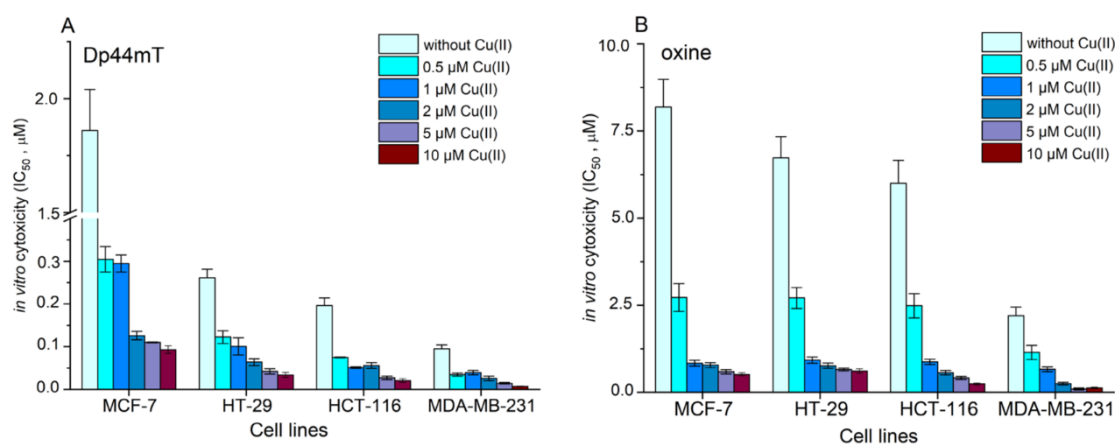 A
Dp44mT
without Cu(II)
0.5 µM Cu(II)
1 µM Cu(II)
2 µM Cu(II)
5 µM Cu(II)
10 µM Cu(II)
in vitro cytoxicity (IC50 , µM)
2.0
1.5
0.3
0.2
0.1
0.0
MCF-7 HT-29 HCT-116 MDA-MB-231
Cell lines
B
oxine
without Cu(II)
0.5 µM Cu(II)
1 µM Cu(II)
2 µM Cu(II)
5 µM Cu(II)
10 µM Cu(II)
in vitro cytoxicity (IC50 , µM)
10.0
7.5
5.0
2.5
0.0
MCF-7 HT-29 HCT-116 MDA-MB-231
Cell lines